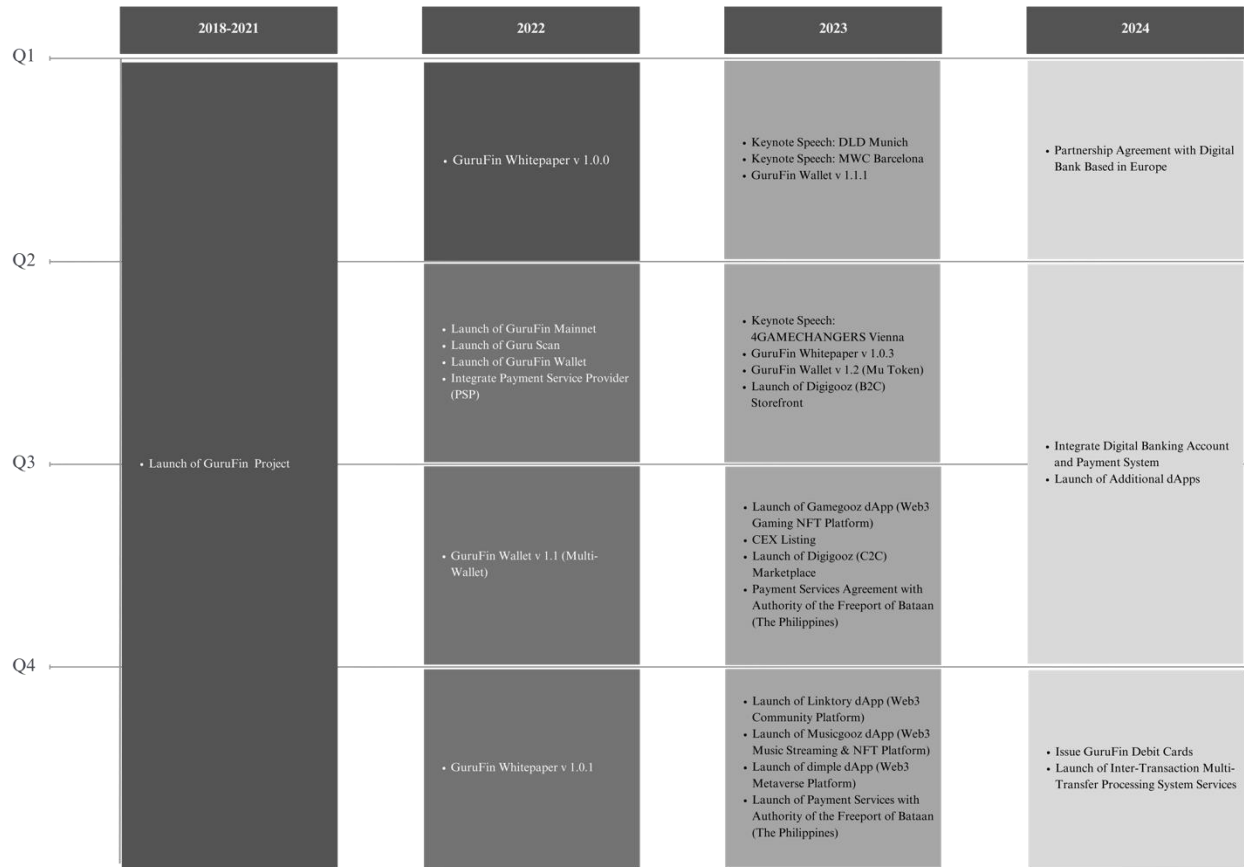 2018-2021
2022
2023
2024
Q1
• GuruFin Whitepaper v 1.0.0
• Keynote Speech: DLD Munich
• Keynote Speech: MWC Barcelona
• GuruFin Wallet v 1.1.1
• Partnership Agreement with Digital
Bank Based in Europe
Q2
• Launch of GuruFin Mainnet
• Launch of Guru Scan
• Launch of GuruFin Wallet
• Integrate Payment Service Provider
(PSP)
• Keynote Speech:
4GAMECHANGERS Vienna
• GuruFin Whitepaper v 1.0.3
• GuruFin Wallet v 1.2 (Mu Token)
• Launch of Digigooz (B2C)
Storefront
• Integrate Digital Banking Account
and Payment System
• Launch of Additional dApps
Q3
• Launch of GuruFin Project
• GuruFin Wallet v 1.1 (Multi-
Wallet)
• Launch of Gamegooz dApp (Web3
Gaming NFT Platform)
• CEX Listing
• Launch of Digigooz (C2C)
Marketplace
• Payment Services Agreement with
Authority of the Freeport of Bataan
(The Philippines)
Q4
• GuruFin Whitepaper v 1.0.1
• Launch of Linktory dApp (Web3
Community Platform)
• Launch of Musicgooz dApp (Web3
Music Streaming & NFT Platform)
• Launch of dimple dApp (Web3
Metaverse Platform)
• Launch of Payment Services with
Authority of the Freeport of Bataan
(The Philippines)
• Issue GuruFin Debit Cards
• Launch of Inter-Transaction Multi-
Transfer Processing System Services